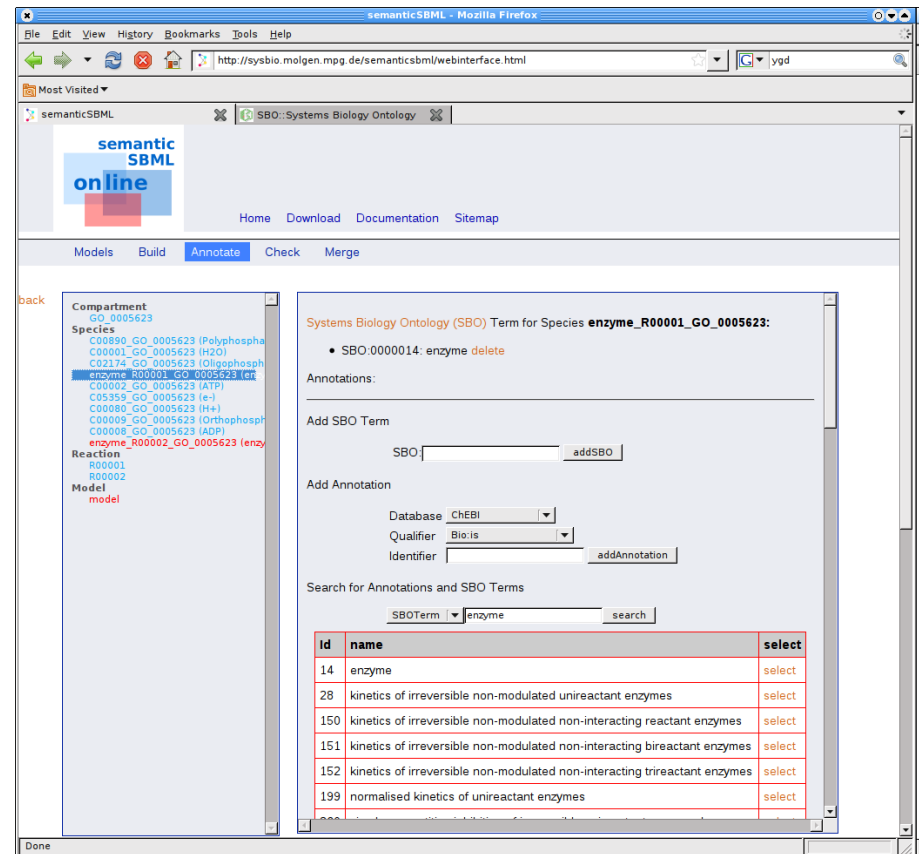 semanticSBML - Mozilla Firefox
File Edit View History Bookmarks Tools Help
http://sysbio.molgen.mpg.de/semanticsbml/webinterface.html
G ygd
Most Visited
semanticSBML
SBO::Systems Biology Ontology
semantic
SBML
online
Home Download Documentation Sitemap
Models Build Annotate Check Merge
back
Compartment
GO_0005623
Species
C00890_GO_0005623 (Polyphospha
C00001_GO_0005623 (H2O)
C02174_GO_0005623 (Oligophosph
enzyme_R00001_GO_0005623 (en
C00002_GO_0005623 (ATP)
C05359_GO_0005623 (e-)
C00080_GO_0005623 (H+)
C00009_GO_0005623 (Orthophosph
C00008_GO_0005623 (ADP)
enzyme_R00002_GO_0005623 (enzy
Reaction
R00001
R00002
Model
model
Systems Biology Ontology (SBO) Term for Species enzyme_R00001_GO_0005623:
• SBO:0000014: enzyme delete
Annotations:
Add SBO Term
SBO: addSBO
Add Annotation
Database ChEBI
Qualifier Bio:is
Identifier addAnnotation
Search for Annotations and SBO Terms
SBOTerm enzyme search
Id name select
14 enzyme select
28 kinetics of irreversible non-modulated unireactant enzymes select
150 kinetics of irreversible non-modulated non-interacting reactant enzymes select
151 kinetics of irreversible non-modulated non-interacting bireactant enzymes select
152 kinetics of irreversible non-modulated non-interacting trireactant enzymes select
199 normalised kinetics of unireactant enzymes select
Done